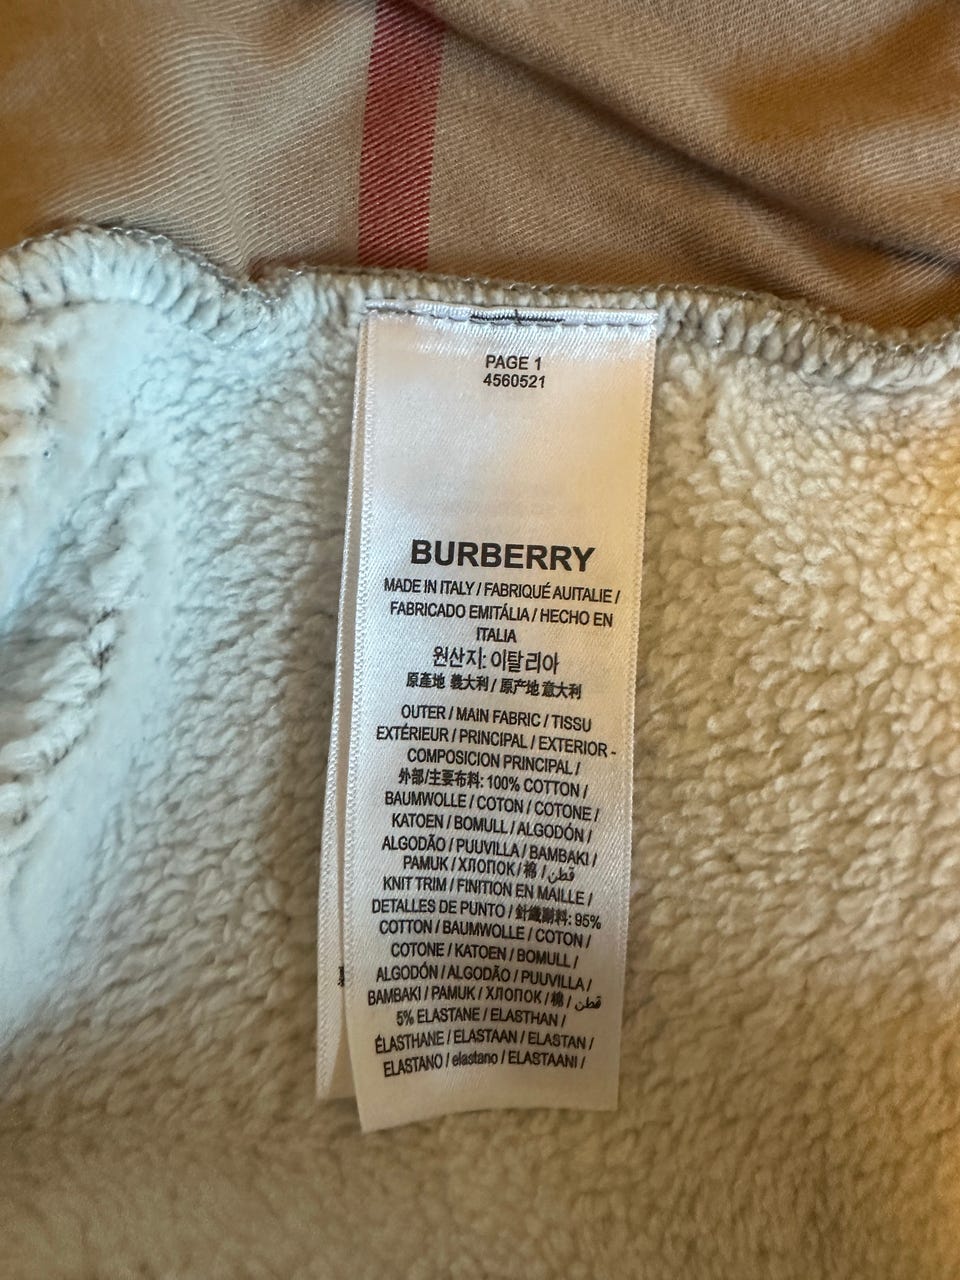 PAGE 1
4560521
BURBERRY
MADE IN ITALY / FABRIQUÉ AUITALIE /
FABRICADO EMITÁLIA / HECHO EN
ITALIA
원산지: 이탈리아
原產地 義大利 / 原产地 意大利
OUTER / MAIN FABRIC / TISSU
EXTÉRIEUR / PRINCIPAL / EXTERIOR -
COMPOSICION PRINCIPAL /
外部/主要布料: 100% COTTON /
BAUMWOLLE / COTON / COTONE /
KATOEN / BOMULL / ALGODÓN /
ALGODÃO / PUUVILLA / BAMBAKI /
PAMUK / ХЛОПОК / 棉 / قطن /
KNIT TRIM / FINITION EN MAILLE /
DETALLES DE PUNTO / 針織副料: 95%
COTTON / BAUMWOLLE / COTON /
COTONE / KATOEN / BOMULL /
ALGODÓN / ALGODÃO / PUUVILLA /
BAMBAKI / PAMUK / ХЛОПОК / 棉 / قطن
5% ELASTANE / ELASTHAN /
ÉLASTHANE / ELASTAAN / ELASTAN /
ELASTANO / elastano / ELASTAANI /